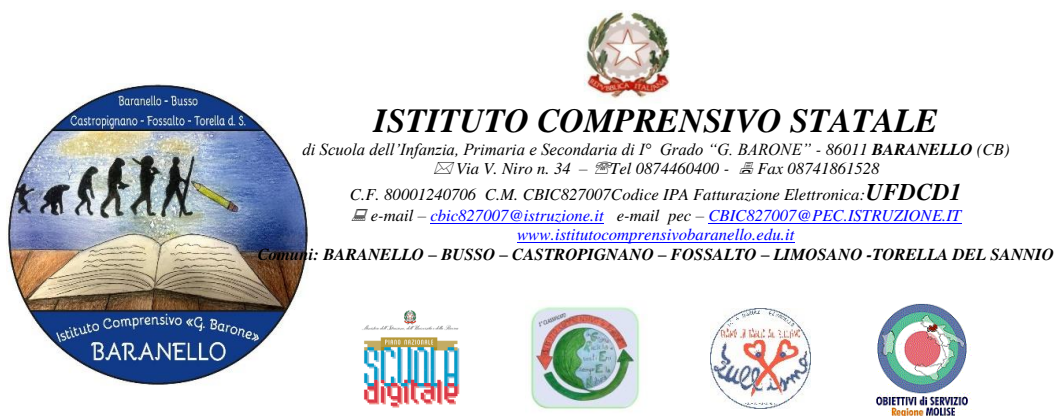 REPVBBLICA ITALIANA
Baranello - Busso
Castropignano - Fossalto - Torella d. S.
Istituto Comprensivo «G. Barone»
BARANELLO
ISTITUTO COMPRENSIVO STATALE
di Scuola dell’Infanzia, Primaria e Secondaria di I° Grado “G. BARONE” - 86011 BARANELLO (CB)
Via V. Niro n. 34 – Tel 0874460400 - Fax 08741861528
C.F. 80001240706 C.M. CBIC827007Codice IPA Fatturazione Elettronica:UFDCD1
e-mail – cbic827007@istruzione.it e-mail pec – CBIC827007@PEC.ISTRUZIONE.IT
www.istitutocomprensivobaranello.edu.it
Comuni: BARANELLO – BUSSO – CASTROPIGNANO – FOSSALTO – LIMOSANO -TORELLA DEL SANNIO
PIANO NAZIONALE
SCUOLA
digitale
OBIETTIVI di SERVIZIO
Regione MOLISE